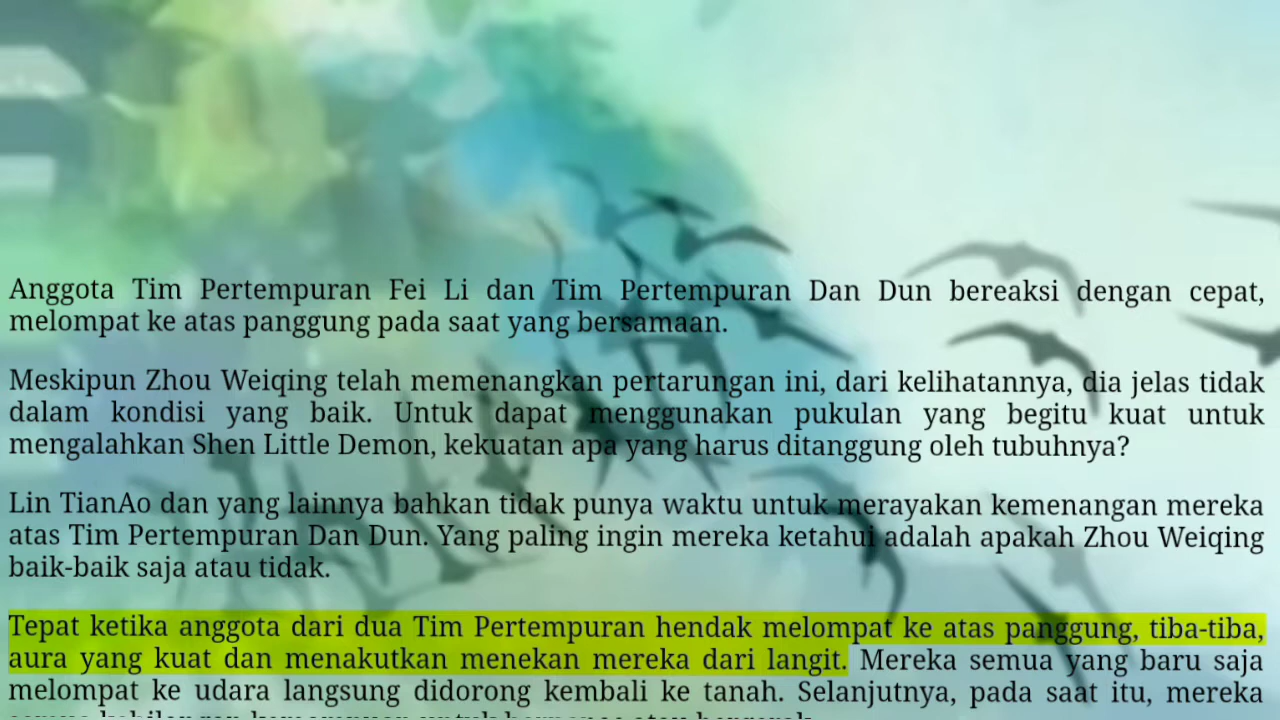 Anggota Tim Pertempuran Fei Li dan Tim Pertempuran Dan Dun bereaksi dengan cepat,
melompat ke atas panggung pada saat yang bersamaan.
Meskipun Zhou Weiqing telah memenangkan pertarungan ini, dari kelihatannya, dia jelas tidak
dalam kondisi yang baik. Untuk dapat menggunakan pukulan yang begitu kuat untuk
mengalahkan Shen Little Demon, kekuatan apa yang harus ditanggung oleh tubuhnya?
Lin TianAo dan yang lainnya bahkan tidak punya waktu untuk merayakan kemenangan mereka
atas Tim Pertempuran Dan Dun. Yang paling ingin mereka ketahui adalah apakah Zhou Weiqing
baik-baik saja atau tidak.
Tepat ketika anggota dari dua Tim Pertempuran hendak melompat ke atas panggung, tiba-tiba,
aura yang kuat dan menakutkan menekan mereka dari langit. Mereka semua yang baru saja
melompat ke udara langsung didorong kembali ke tanah. Selanjutnya, pada saat itu, mereka